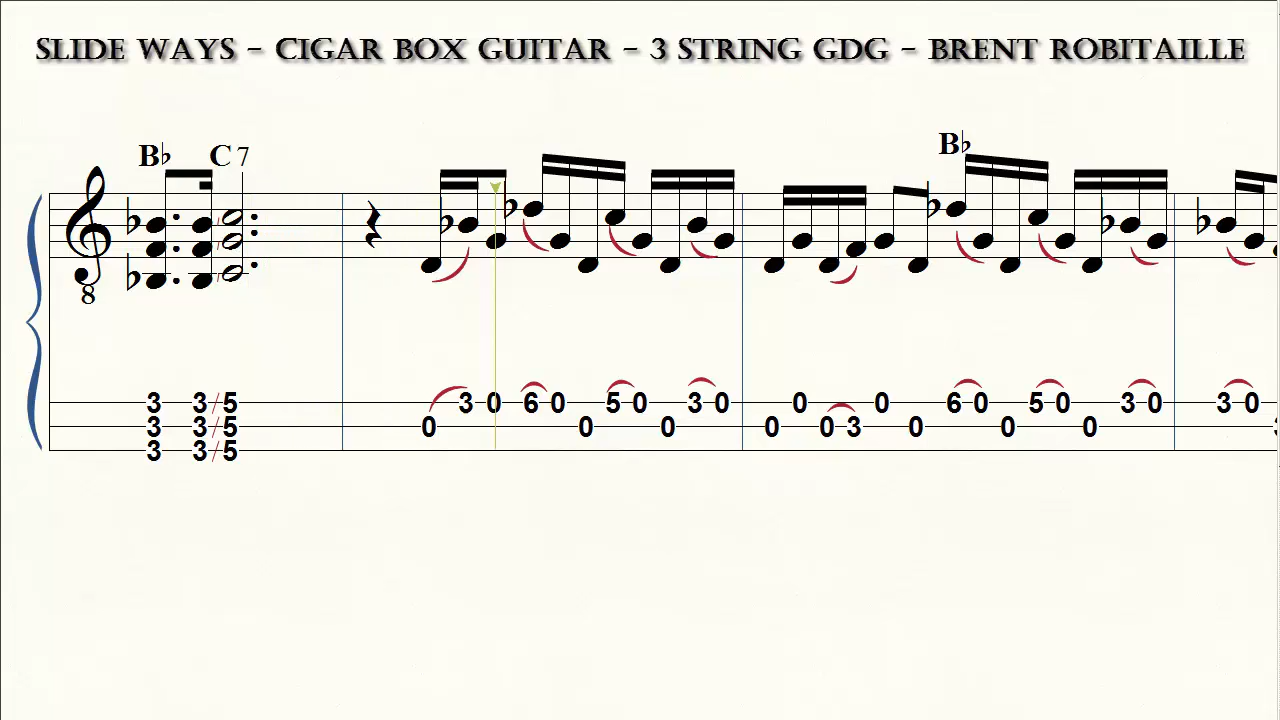 SLIDE WAYS – CIGAR BOX GUITAR – 3 STRING GDG – BRENT ROBITAILLE
B♭ C7 B♭
8
3 3 5 3 0 6 0 5 0 3 0 0 0 6 0 5 0 3 0 3 0
3 3 5 0 0 0 0 0 3 0 0 0
3 3 5